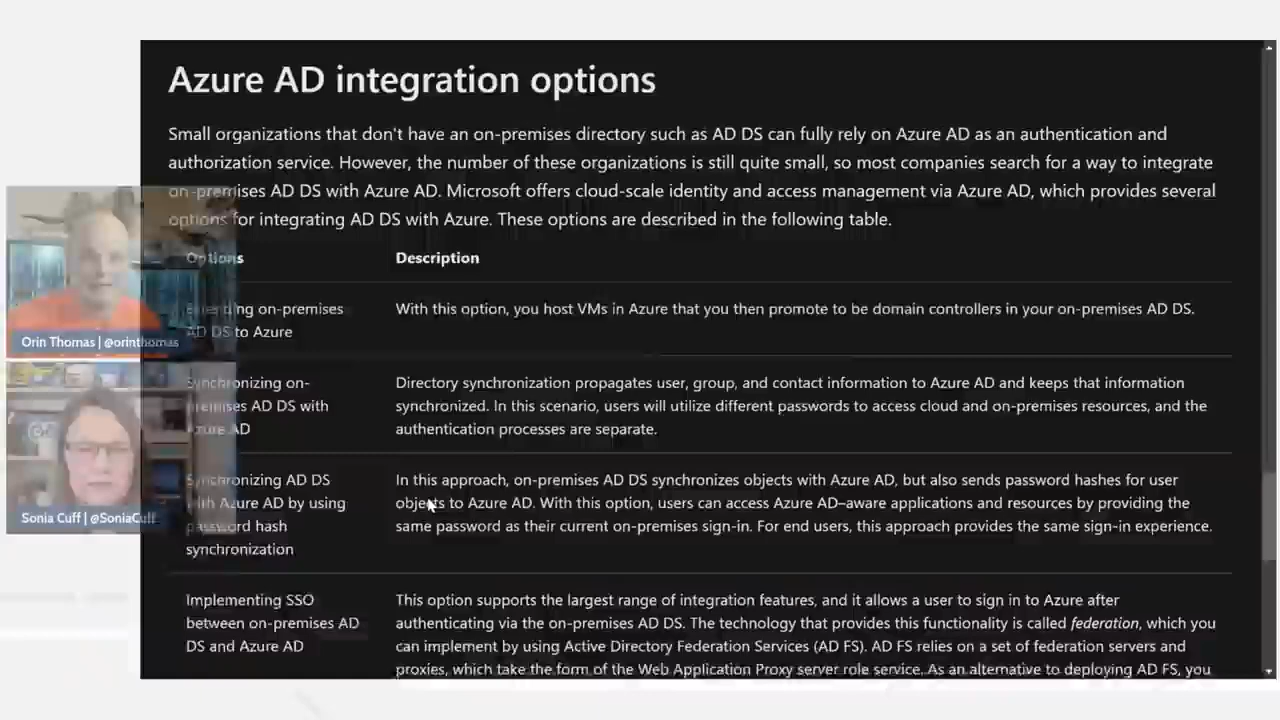 Azure AD integration options
Small organizations that don't have an on-premises directory such as AD DS can fully rely on Azure AD as an authentication and
authorization service. However, the number of these organizations is still quite small, so most companies search for a way to integrate
on-premises AD DS with Azure AD. Microsoft offers cloud-scale identity and access management via Azure AD, which provides several
options for integrating AD DS with Azure. These options are described in the following table.
Options
Description
Extending on-premises
AD DS to Azure
With this option, you host VMs in Azure that you then promote to be domain controllers in your on-premises AD DS.
Orin Thomas | @orinthomas
Synchronizing on-
premises AD DS with
Azure AD
Directory synchronization propagates user, group, and contact information to Azure AD and keeps that information
synchronized. In this scenario, users will utilize different passwords to access cloud and on-premises resources, and the
authentication processes are separate.
Synchronizing AD DS
with Azure AD by using
password hash
synchronization
In this approach, on-premises AD DS synchronizes objects with Azure AD, but also sends password hashes for user
objects to Azure AD. With this option, users can access Azure AD–aware applications and resources by providing the
same password as their current on-premises sign-in. For end users, this approach provides the same sign-in experience.
Sonia Cuff | @SoniaCuff
Implementing SSO
between on-premises AD
DS and Azure AD
This option supports the largest range of integration features, and it allows a user to sign in to Azure after
authenticating via the on-premises AD DS. The technology that provides this functionality is called federation, which you
can implement by using Active Directory Federation Services (AD FS). AD FS relies on a set of federation servers and
proxies, which take the form of the Web Application Proxy server role service. As an alternative to deploying AD FS, you